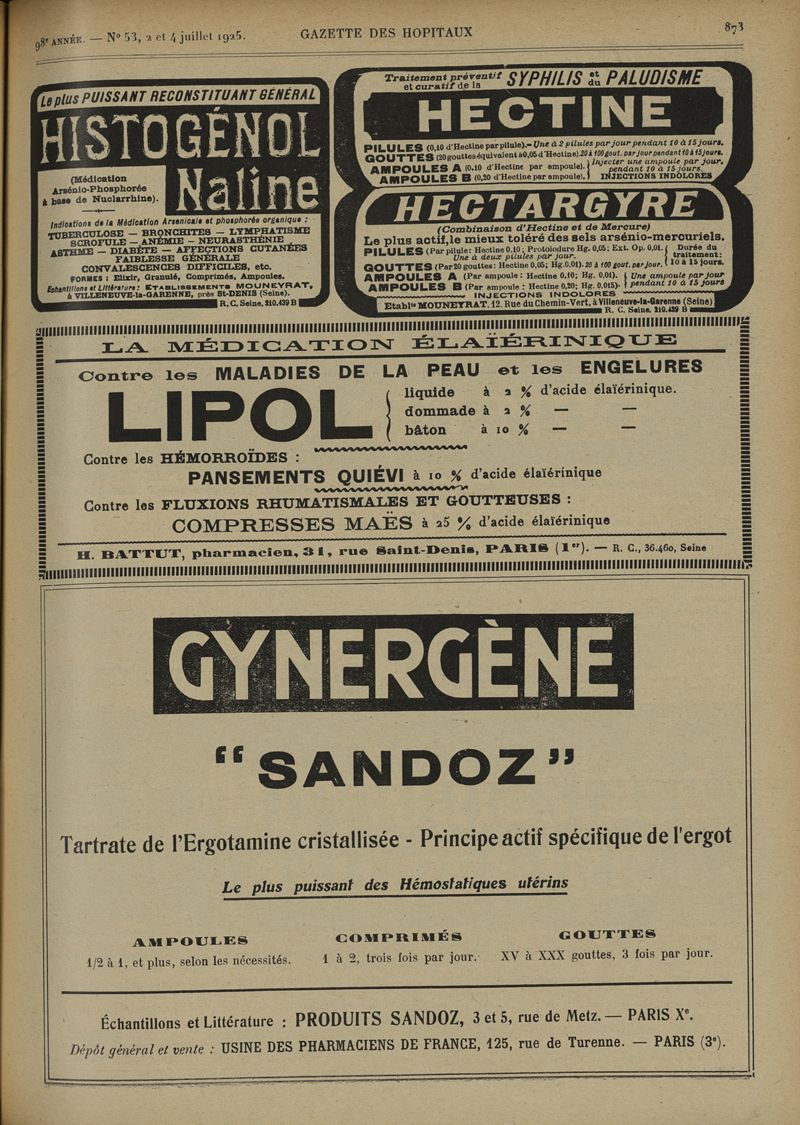 98e ANNÉE. — N° 53, 2 et 4 juillet 1925.
GAZETTE DES HOPITAUX
873
Le plus PUISSANT RECONSTITUANT GÉNÉRAL
HISTOGÉNOL
Naline
(Médication
Arsénio-Phosphorée
à base de Nuclarrhine).
Indications de la Médication Arsenicale et phosphorée organique :
TUBERCULOSE — BRONCHITES — LYMPHATISME
SCROFULE — ANÉMIE — NEURASTHÉNIE
ASTHME — DIABÈTE — AFFECTIONS CUTANÉES
FAIBLESSE GÉNÉRALE
CONVALESCENCES DIFFICILES, etc.
FORMES : Elixir, Granulé, Comprimés, Ampoules.
Echantillons et Littérature : ETABLISSEMENTS MOUNEYRAT,
à VILLENEUVE-la-GARENNE, près St-DENIS (Seine).
R. C. Seine, 210.439 B
Traitement préventif et curatif de la SYPHILIS et du PALUDISME
HECTINE
PILULES (0,10 d'Hectine par pilule).- Une à 2 pilules par jour pendant 10 à 15 jours.
GOUTTES (20 gouttes équivalent à 0,05 d'Hectine). 20 à 100 gout. par jour pendant 10 à 15 jours.
AMPOULES A (0.10 d'Hectine par ampoule). Injecter une ampoule par jour,
pendant 10 à 15 jours.
AMPOULES B (0,20 d'Hectine par ampoule). INJECTIONS INDOLORES
HECTARGYRE
(Combinaison d'Hectine et de Mercure)
Le plus actif, le mieux toléré des sels arsénio-mercuriels.
PILULES (Par pilule: Hectine 0.10 ; Protoiodure Hg. 0,05; Ext. Op. 0,01.
Une à deux pilules par jour.
Durée du
traitement:
10 à 15 jours.
GOUTTES (Par 20 gouttes: Hectine 0,05; Hg. 0,01). 20 à 100 gout. par jour.
AMPOULES A (Par ampoule : Hectine 0,10; Hg. 0,01). Une ampoule par jour
AMPOULES B (Par ampoule : Hectine 0,20; Hg. 0,015). pendant 10 à 15 jours
INJECTIONS INDOLORES
Etablts MOUNEYRAT, 12, Rue du Chemin-Vert, à Villeneuve-la-Garenne (Seine)
R. C. Seine, 210.439 B
LA MÉDICATION ÉLAÏÉRINIQUE
Contre les MALADIES DE LA PEAU et les ENGELURES
LIPOL
liquide à 2 % d'acide élaïérinique.
dommade à 2 % — —
bâton à 10 % — —
Contre les HÉMORROÏDES :
PANSEMENTS QUIÉVI à 10 % d'acide élaïérinique
Contre les FLUXIONS RHUMATISMALES ET GOUTTEUSES :
COMPRESSES MAËS à 25 % d'acide élaïérinique
H. BATTUT, pharmacien, 31, rue Saint-Denis, PARIS (1er). — R. C., 36.460, Seine
GYNERGÈNE
“SANDOZ”
Tartrate de l'Ergotamine cristallisée - Principe actif spécifique de l'ergot
Le plus puissant des Hémostatiques utérins
AMPOULES
1/2 à 1, et plus, selon les nécessités.
COMPRIMÉS
1 à 2, trois fois par jour.
GOUTTES
XV à XXX gouttes, 3 fois par jour.
Échantillons et Littérature : PRODUITS SANDOZ, 3 et 5, rue de Metz. — PARIS Xe.
Dépôt général et vente : USINE DES PHARMACIENS DE FRANCE, 125, rue de Turenne. — PARIS (3e).